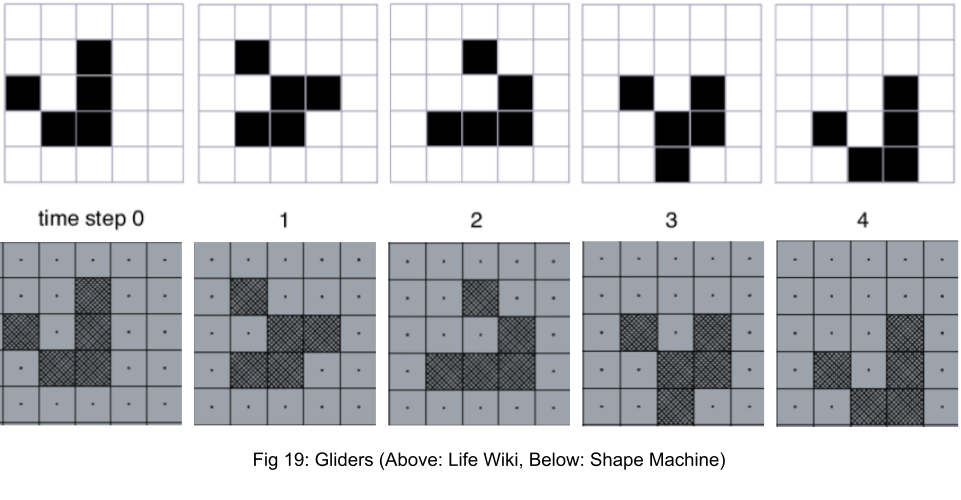 time step 0 1 2 3 4
Fig 19: Gliders (Above: Life Wiki, Below: Shape Machine)